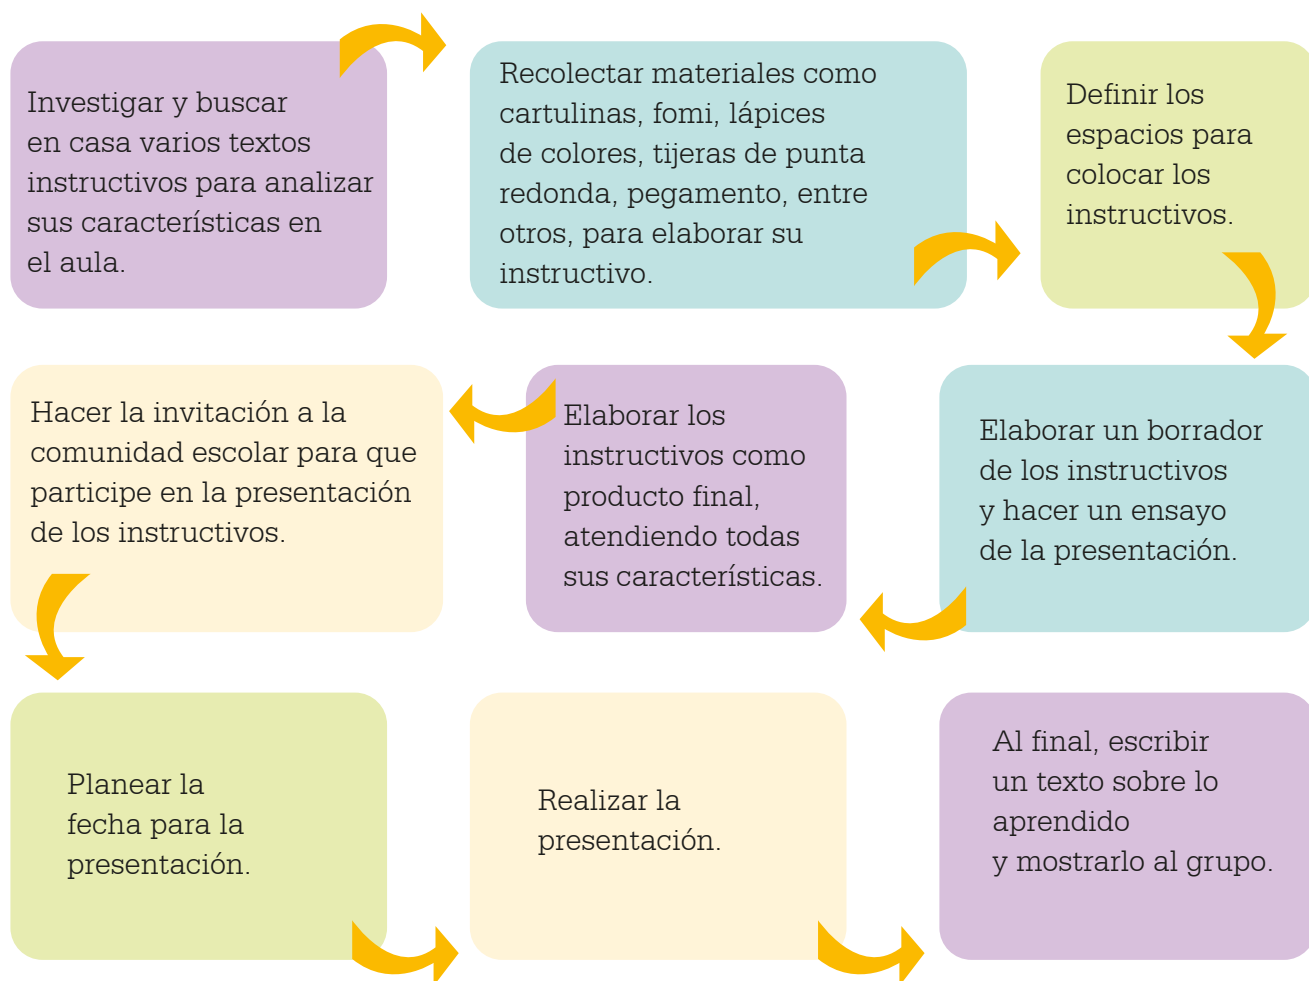 Investigar y buscar
en casa varios textos
instructivos para analizar
sus características en
el aula.
Recolectar materiales como
cartulinas, fomi, lápices
de colores, tijeras de punta
redonda, pegamento, entre
otros, para elaborar su
instructivo.
Definir los
espacios para
colocar los
instructivos.
Elaborar un borrador
de los instructivos
y hacer un ensayo
de la presentación.
Elaborar los
instructivos como
producto final,
atendiendo todas
sus características.
Hacer la invitación a la
comunidad escolar para que
participe en la presentación
de los instructivos.
Planear la
fecha para la
presentación.
Realizar la
presentación.
Al final, escribir
un texto sobre lo
aprendido
y mostrarlo al grupo.